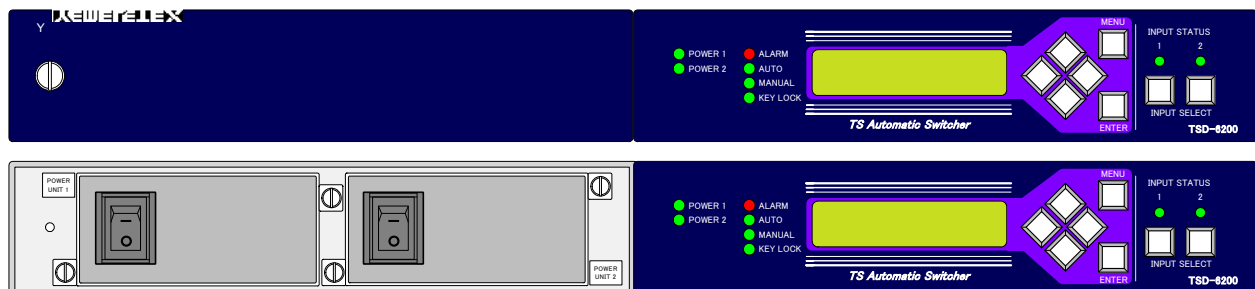 Y
POWER 1
POWER 2
ALARM
AUTO
MANUAL
KEY LOCK
TS Automatic Switcher
MENU
ENTER
INPUT STATUS
1 2
INPUT SELECT
TSD-6200
POWER
UNIT 1
POWER
UNIT 2
POWER 1
POWER 2
ALARM
AUTO
MANUAL
KEY LOCK
TS Automatic Switcher
MENU
ENTER
INPUT STATUS
1 2
INPUT SELECT
TSD-6200